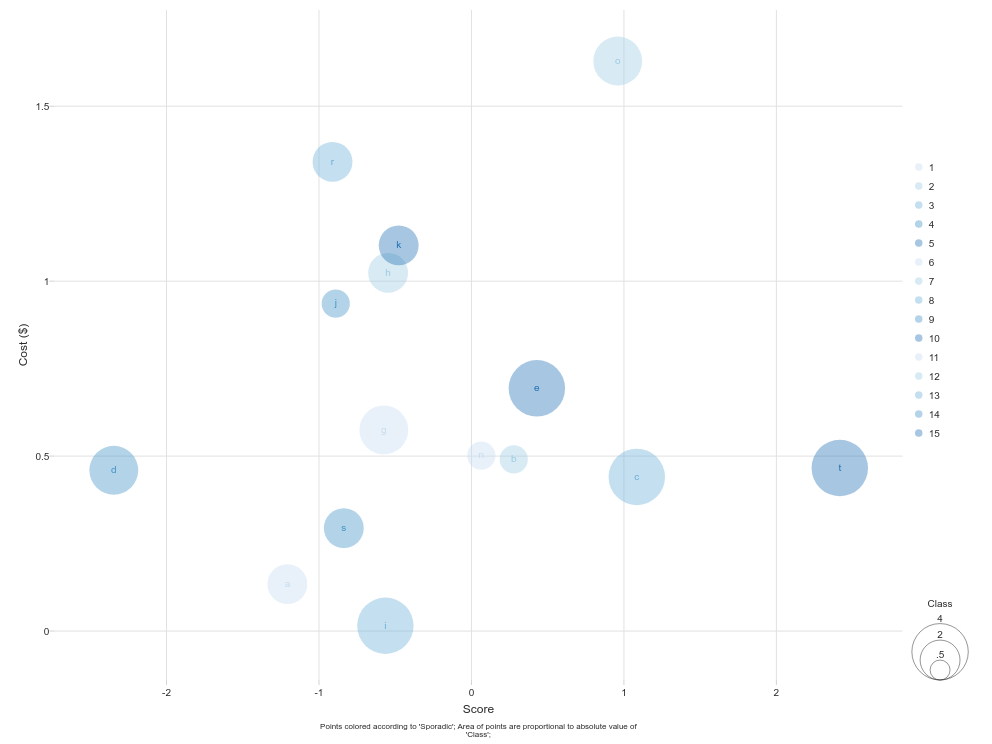 o
1.5
r
k
h
1
j
Cost ($)
e
g
n
b
0.5
d
c
t
s
a
i
0
-2
-1
0
1
2
Score
Points colored according to 'Sporadic'; Area of points are proportional to absolute value of
'Class';
1
2
3
4
5
6
7
8
9
10
11
12
13
14
15
Class
4
2
.5